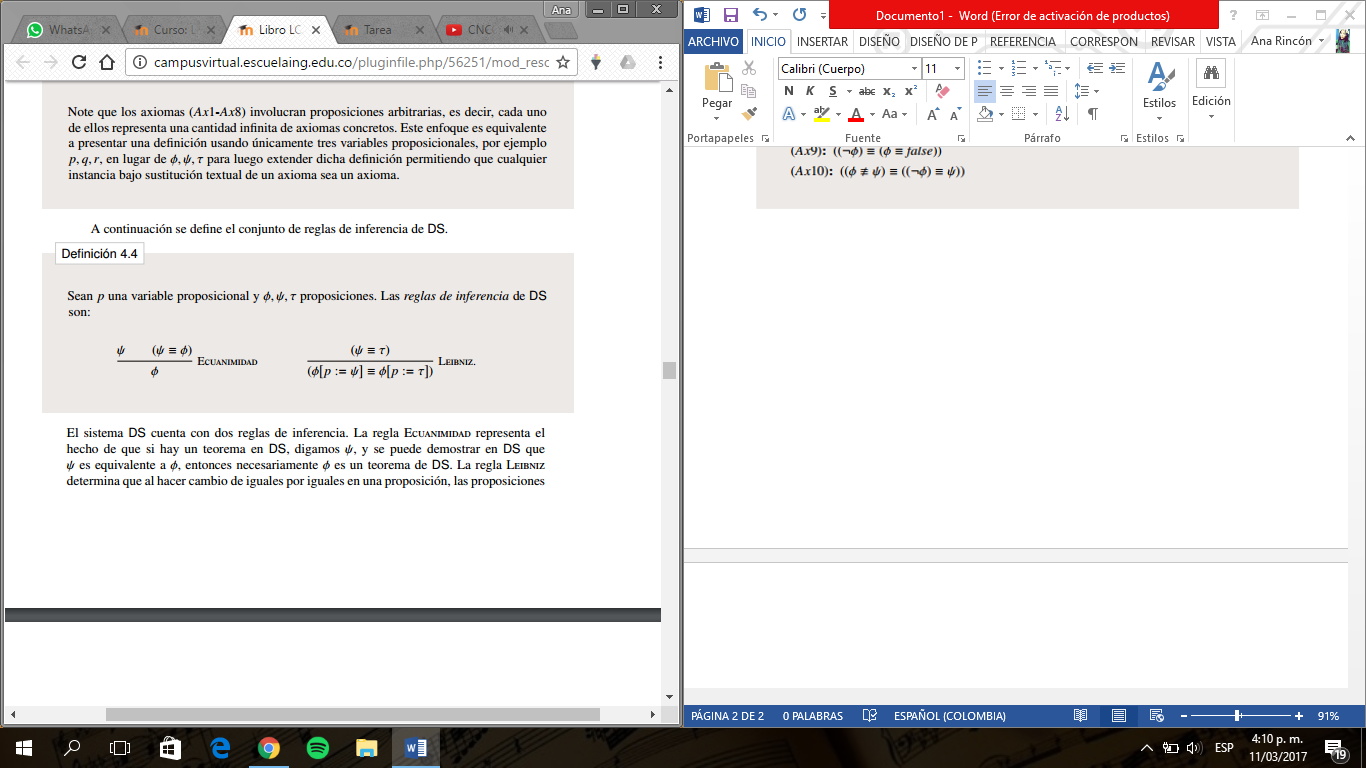 Ana
WhatsA
Curso: L
Libro LC
Tarea
CNC
campusvirtual.escuelaing.edu.co/pluginfile.php/56251/mod_resc
Note que los axiomas (Ax1-Ax8) involucran proposiciones arbitrarias, es decir, cada uno
de ellos representa una cantidad infinita de axiomas concretos. Este enfoque es equivalente
a presentar una definición usando únicamente tres variables proposicionales, por ejemplo
p, q, r, en lugar de ϕ, ψ, τ para luego extender dicha definición permitiendo que cualquier
instancia bajo sustitución textual de un axioma sea un axioma.
A continuación se define el conjunto de reglas de inferencia de DS.
Definición 4.4
Sean p una variable proposicional y ϕ, ψ, τ proposiciones. Las reglas de inferencia de DS
son:
ψ (ψ ≡ ϕ)
ϕ
Ecuanimidad
(ψ ≡ τ)
(ϕ[p := ψ] ≡ ϕ[p := τ])
Leibniz.
El sistema DS cuenta con dos reglas de inferencia. La regla Ecuanimidad representa el
hecho de que si hay un teorema en DS, digamos ψ, y se puede demostrar en DS que
ψ es equivalente a ϕ, entonces necesariamente ϕ es un teorema de DS. La regla Leibniz
determina que al hacer cambio de iguales por iguales en una proposición, las proposiciones
Documento1 - Word (Error de activación de productos)
ARCHIVO INICIO INSERTAR DISEÑO DISEÑO DE P REFERENCIA CORRESPON REVISAR VISTA Ana Rincón
Calibri (Cuerpo) 11
Pegar
N K S abc x₂ x²
A aby A Aa A A
Estilos
Edición
Portapapeles Fuente Párrafo Estilos
(Ax9): ((¬ϕ) ≡ (ϕ ≡ false))
(Ax10): ((ϕ ≢ ψ) ≡ ((¬ϕ) ≡ ψ))
PÁGINA 2 DE 2 0 PALABRAS ESPAÑOL (COLOMBIA) 91%
ESP
4:10 p. m.
11/03/2017
19